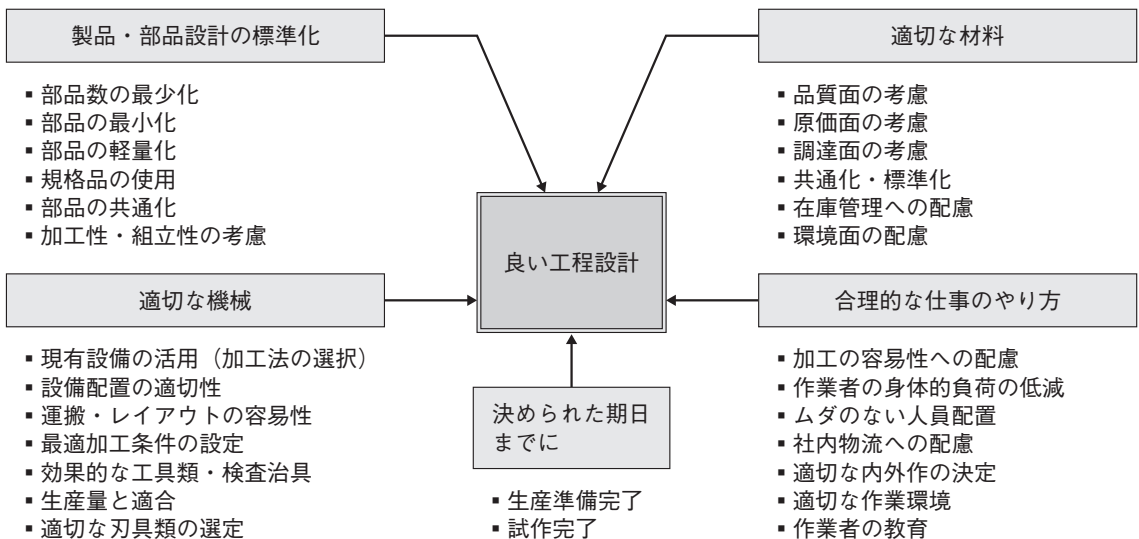 製品・部品設計の標準化
▪部品数の最少化
▪部品の最小化
▪部品の軽量化
▪規格品の使用
▪部品の共通化
▪加工性・組立性の考慮
適切な材料
▪品質面の考慮
▪原価面の考慮
▪調達面の考慮
▪共通化・標準化
▪在庫管理への配慮
▪環境面の配慮
良い工程設計
適切な機械
▪現有設備の活用（加工法の選択）
▪設備配置の適切性
▪運搬・レイアウトの容易性
▪最適加工条件の設定
▪効果的な工具類・検査治具
▪生産量と適合
▪適切な刃具類の選定
決められた期日
までに
▪生産準備完了
▪試作完了
合理的な仕事のやり方
▪加工の容易性への配慮
▪作業者の身体的負荷の低減
▪ムダのない人員配置
▪社内物流への配慮
▪適切な内外作の決定
▪適切な作業環境
▪作業者の教育